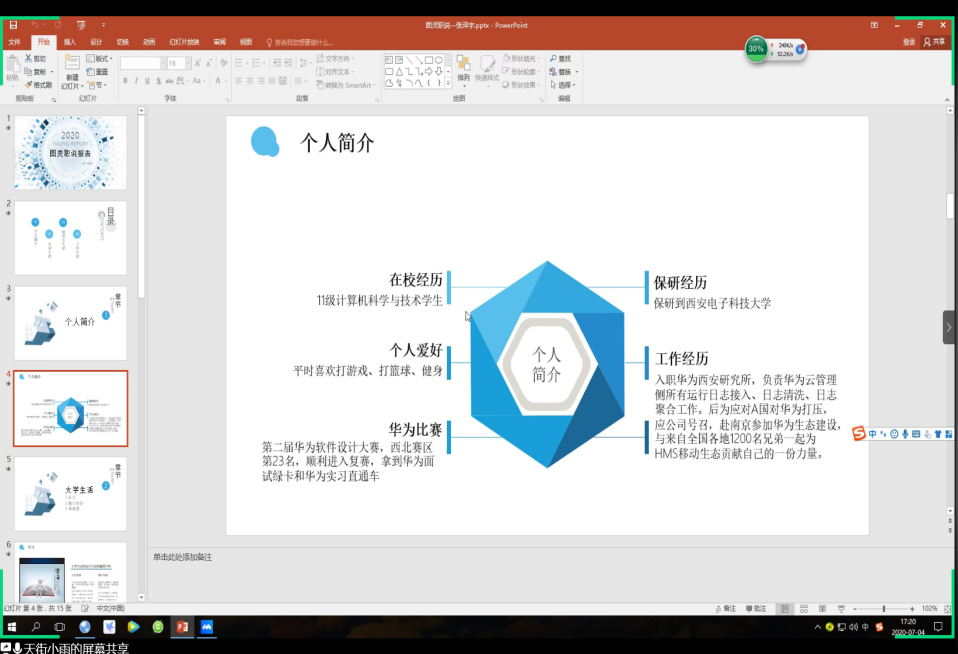 图灵职说---张泽宇.pptx - PowerPoint
文件 开始 插入 设计 切换 动画 幻灯片放映 审阅 视图 告诉我您想要做什么...
登录 共享
粘贴 剪切 复制 格式刷
剪贴板
新建
幻灯片 版式 重置 节
幻灯片
16
字体
文字方向
对齐文本
转换为 SmartArt
段落
排列 快速样式
形状填充
形状轮廓
形状效果
绘图
查找
替换
选择
编辑
30%
1
2020
图灵职说报告
2
目录
3
章节
个人简介
1
4
5
章节
大学生活
2
6
个人简介
在校经历
11级计算机科学与技术学生
个人爱好
平时喜欢打游戏、打篮球、健身
华为比赛
第二届华为软件设计大赛，西北赛区
第23名，顺利进入复赛，拿到华为面
试绿卡和华为实习直通车
个人
简介
保研经历
保研到西安电子科技大学
工作经历
入职华为西安研究所，负责华为云管理
侧所有运行日志接入、日志清洗、日志
聚合工作。后为应对A国对华为打压，
应公司号召，赴南京参加华为生态建设，
与来自全国各地1200名兄弟一起为
HMS移动生态贡献自己的一份力量。
中
单击此处添加备注
幻灯片 第 4 张，共 15 张 中文(中国)
备注 批注 102%
中
17:20
2020-07-04
天街小雨的屏幕共享